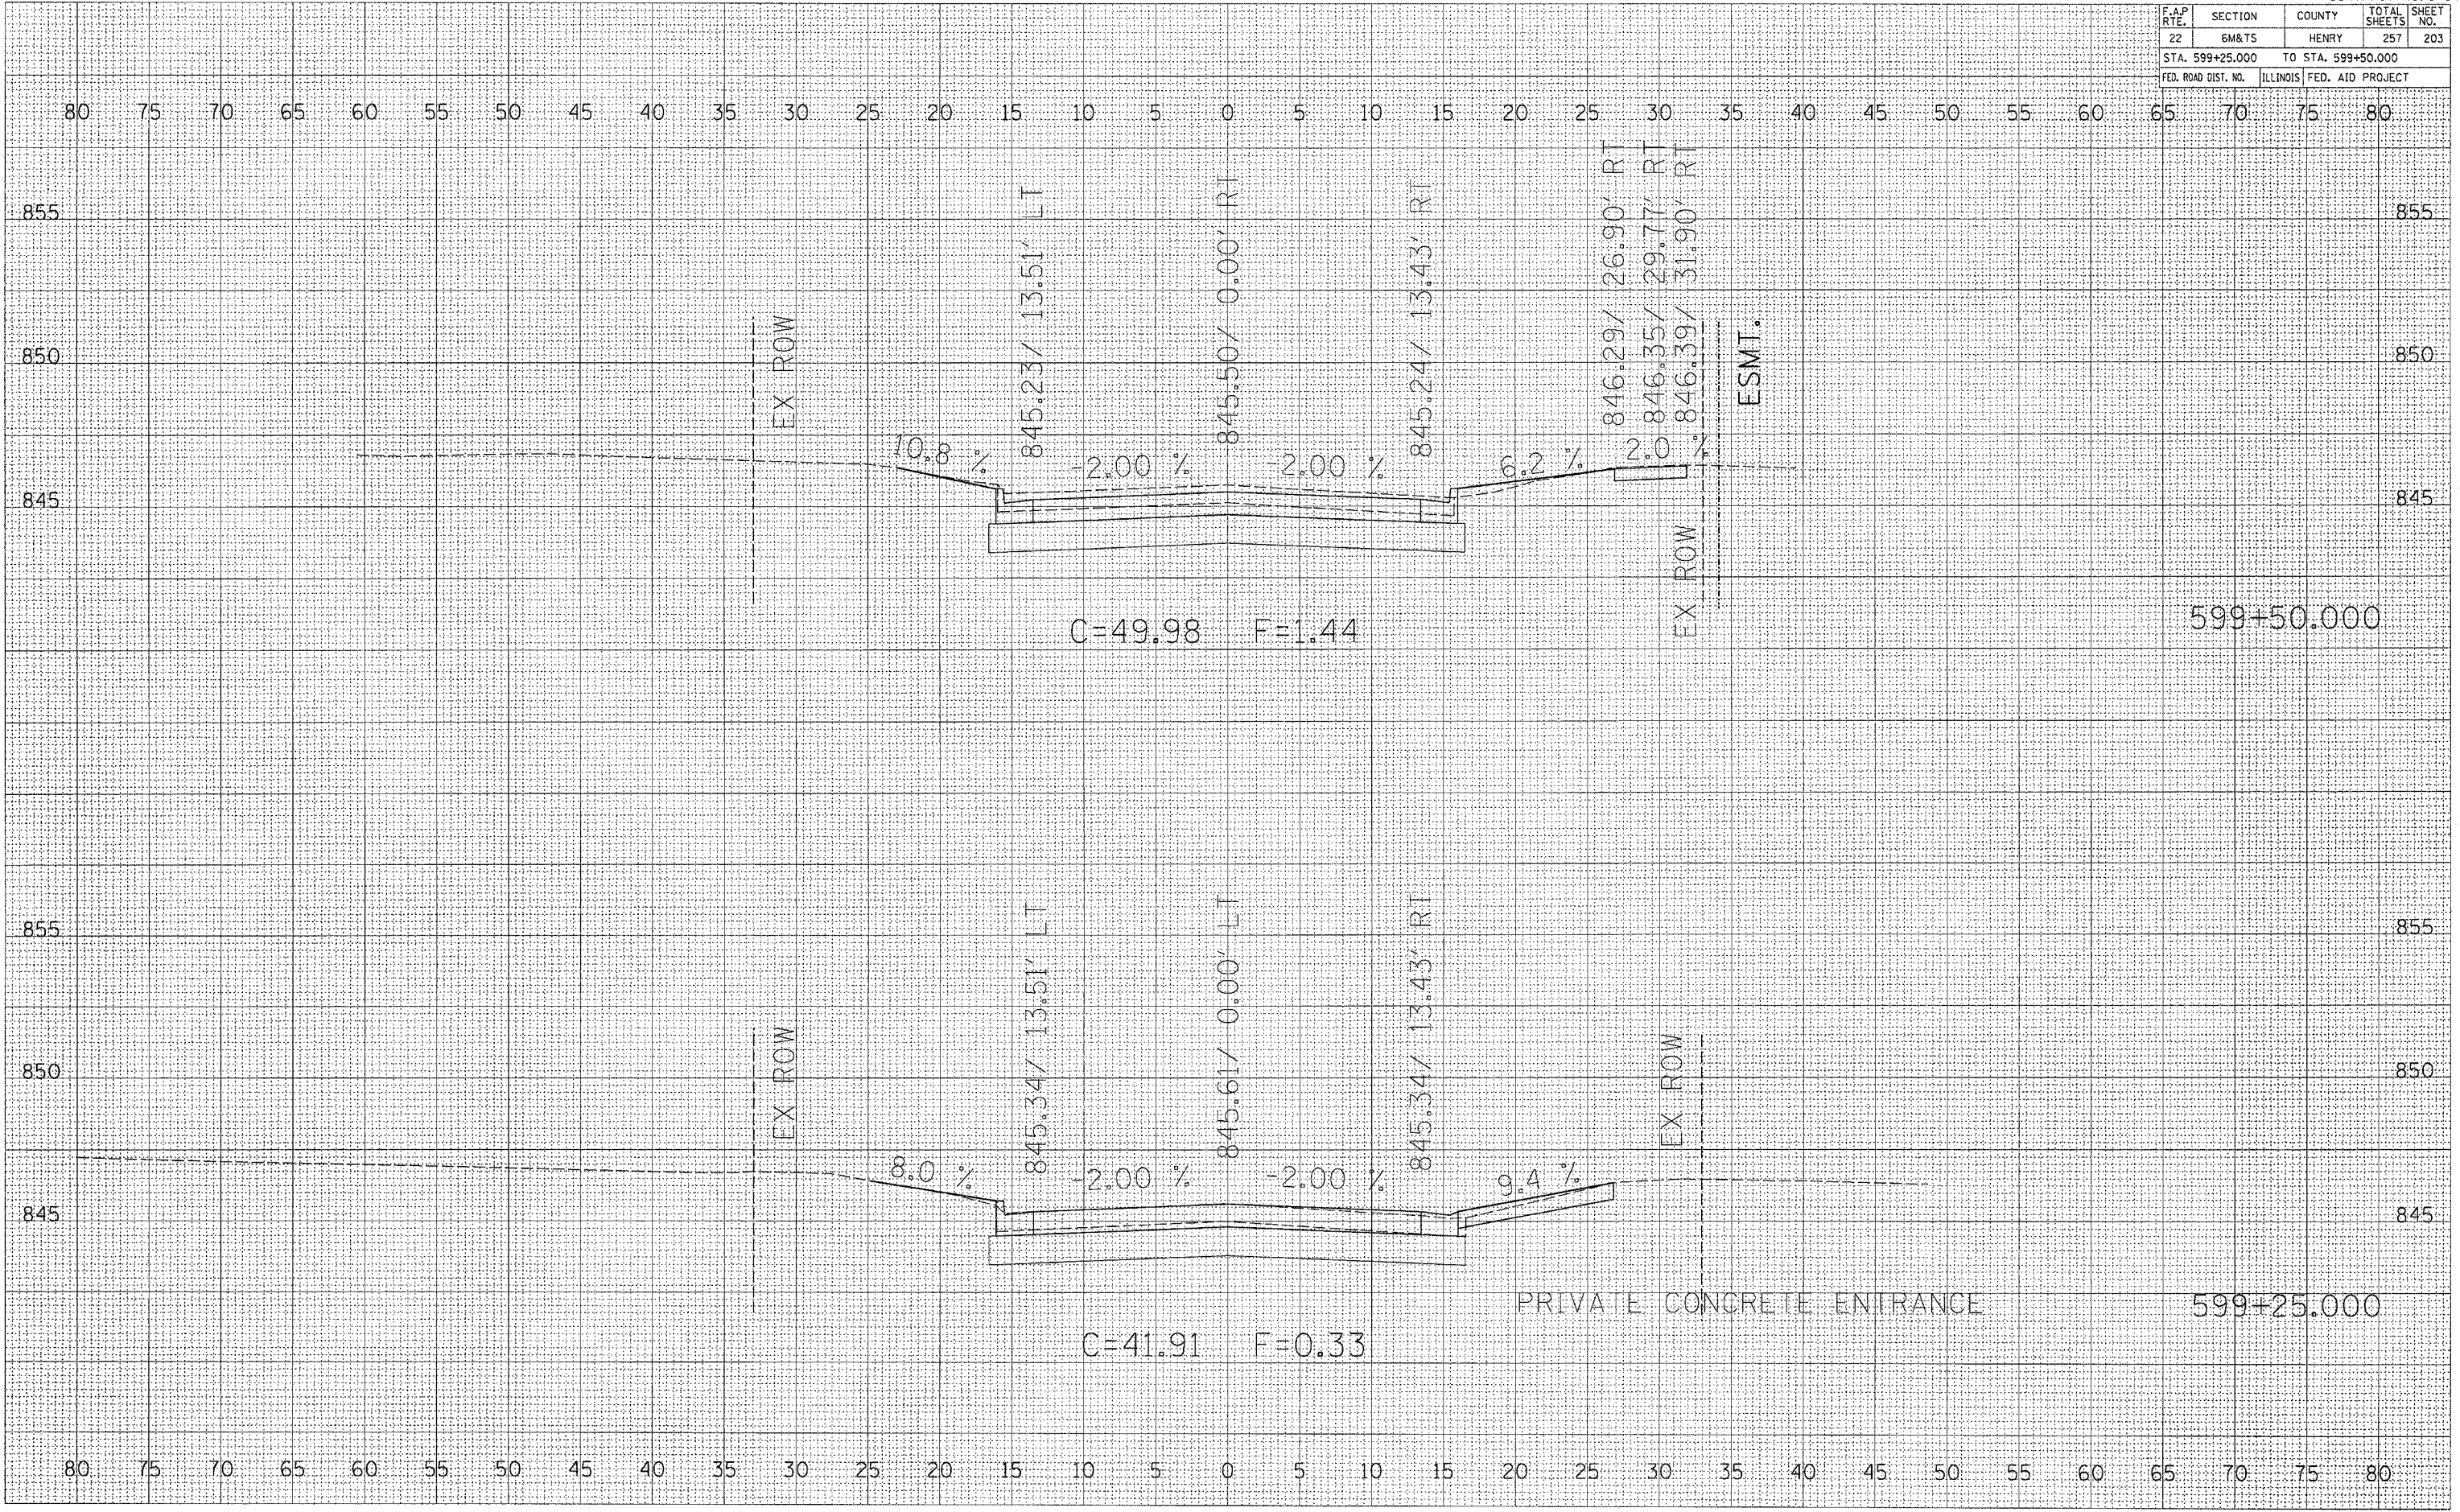 F.A.P RTE. SECTION COUNTY TOTAL SHEETS SHEET NO.
22 6M&TS HENRY 257 203
STA. 599+25.000 TO STA. 599+50.000
FED. ROAD DIST. NO. ILLINOIS FED. AID PROJECT
80 75 70 65 60 55 50 45 40 35 30 25 20 15 10 5 0 5 10 15 20 25 30 35 40 45 50 55 60 65 70 75 80
855 855
850 850
845 845
EX ROW
845.23/ 13.51' LT
845.50/ 0.00' RT
845.24/ 13.43' RT
846.29/ 26.90' RT
846.35/ 29.77' RT
846.39/ 31.90' RT
ESMT.
10.8 % -2.00 % -2.00 % 6.2 % 2.0 %
EX ROW
C=49.98 F=1.44
599+50.000
855 855
850 850
845 845
EX ROW
845.34/ 13.51' LT
845.61/ 0.00' LT
845.34/ 13.43' RT
EX ROW
8.0 % -2.00 % -2.00 % 9.4 %
PRIVA E CONCRETE ENTRANCE
599+25.000
C=41.91 F=0.33
80 75 70 65 60 55 50 45 40 35 30 25 20 15 10 5 0 5 10 15 20 25 30 35 40 45 50 55 60 65 70 75 80